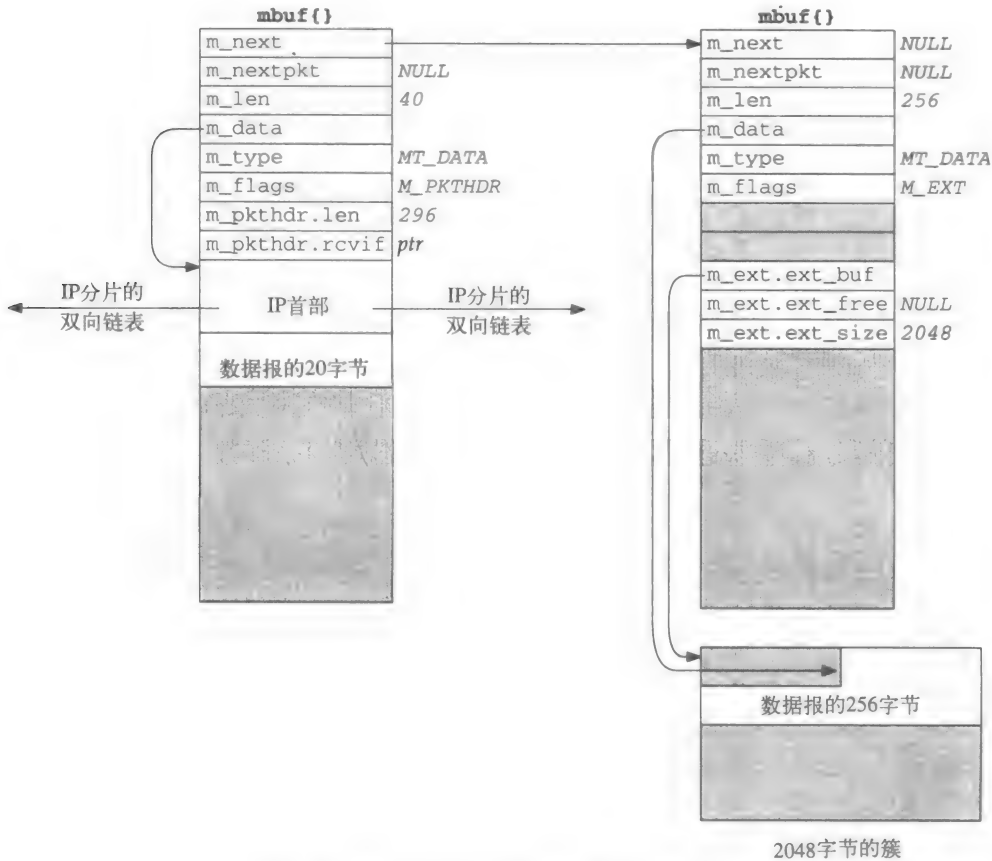 mbuf{}
m_next
m_nextpkt NULL
m_len 40
m_data
m_type MT_DATA
m_flags M_PKTHDR
m_pkthdr.len 296
m_pkthdr.rcvif ptr
IP分片的
双向链表
IP首部
IP分片的
双向链表
数据报的20字节
mbuf{}
m_next NULL
m_nextpkt NULL
m_len 256
m_data
m_type MT_DATA
m_flags M_EXT
m_ext.ext_buf
m_ext.ext_free NULL
m_ext.ext_size 2048
数据报的256字节
2048字节的簇